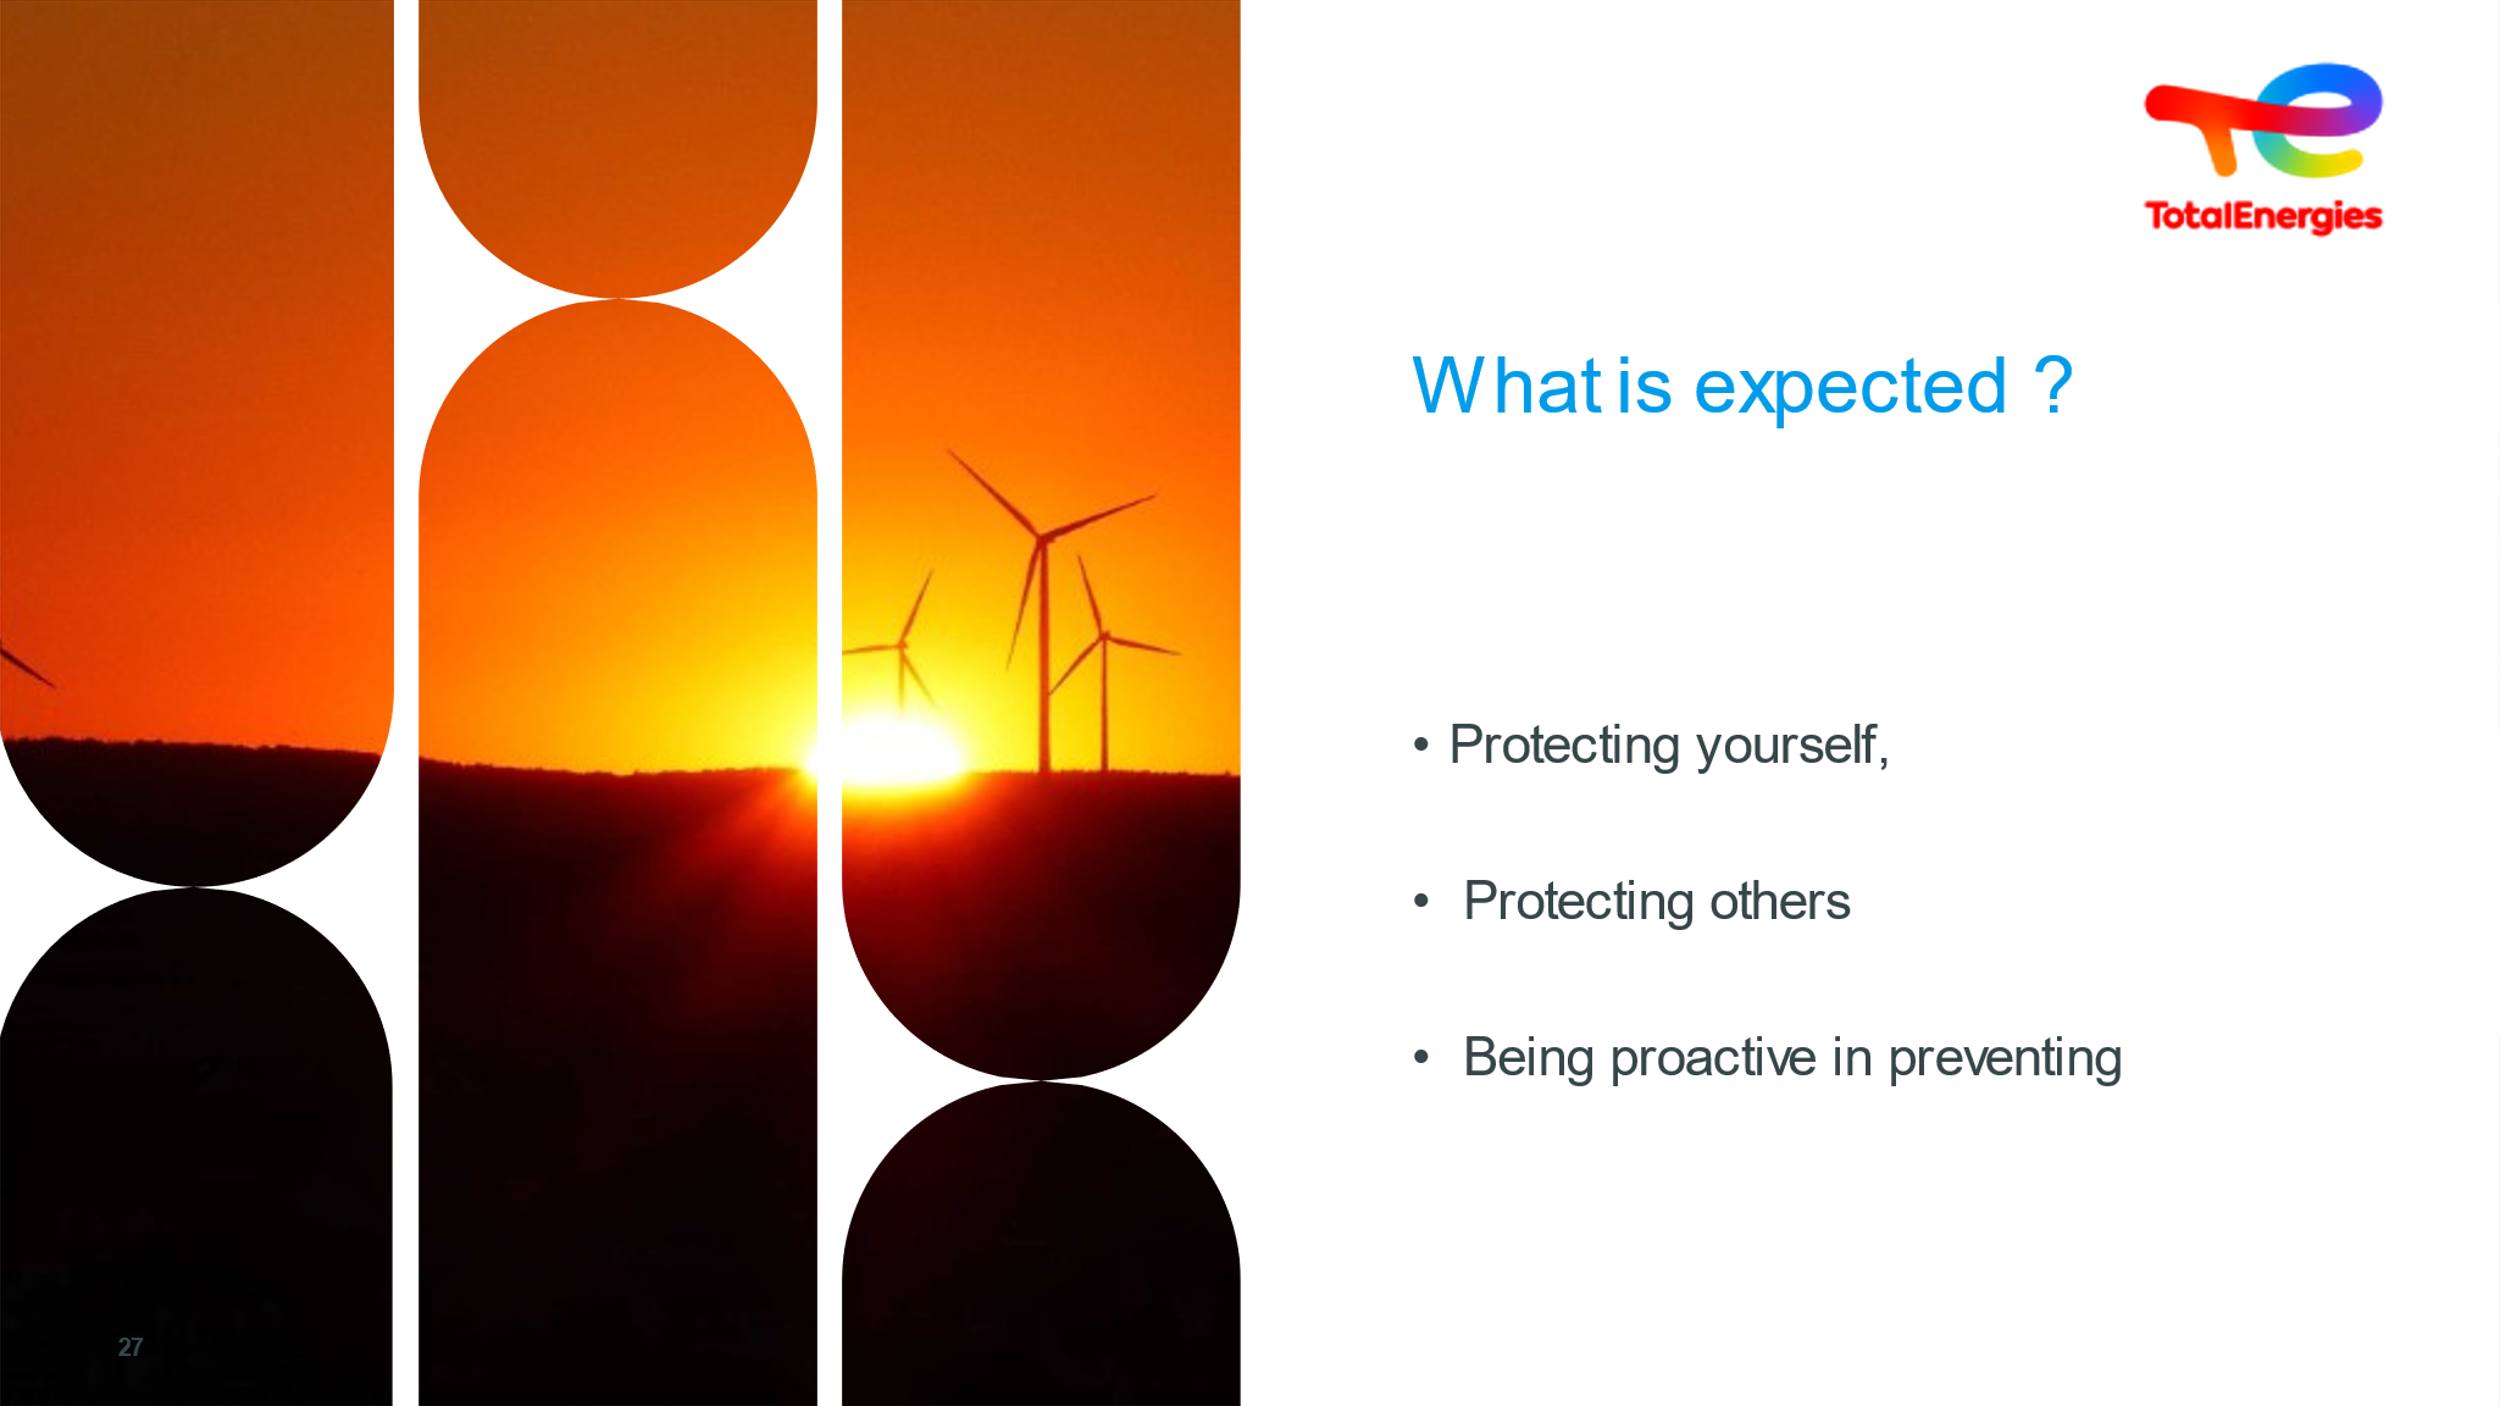 TotalEnergies
What is expected ?
• Protecting yourself,
• Protecting others
• Being proactive in preventing
27